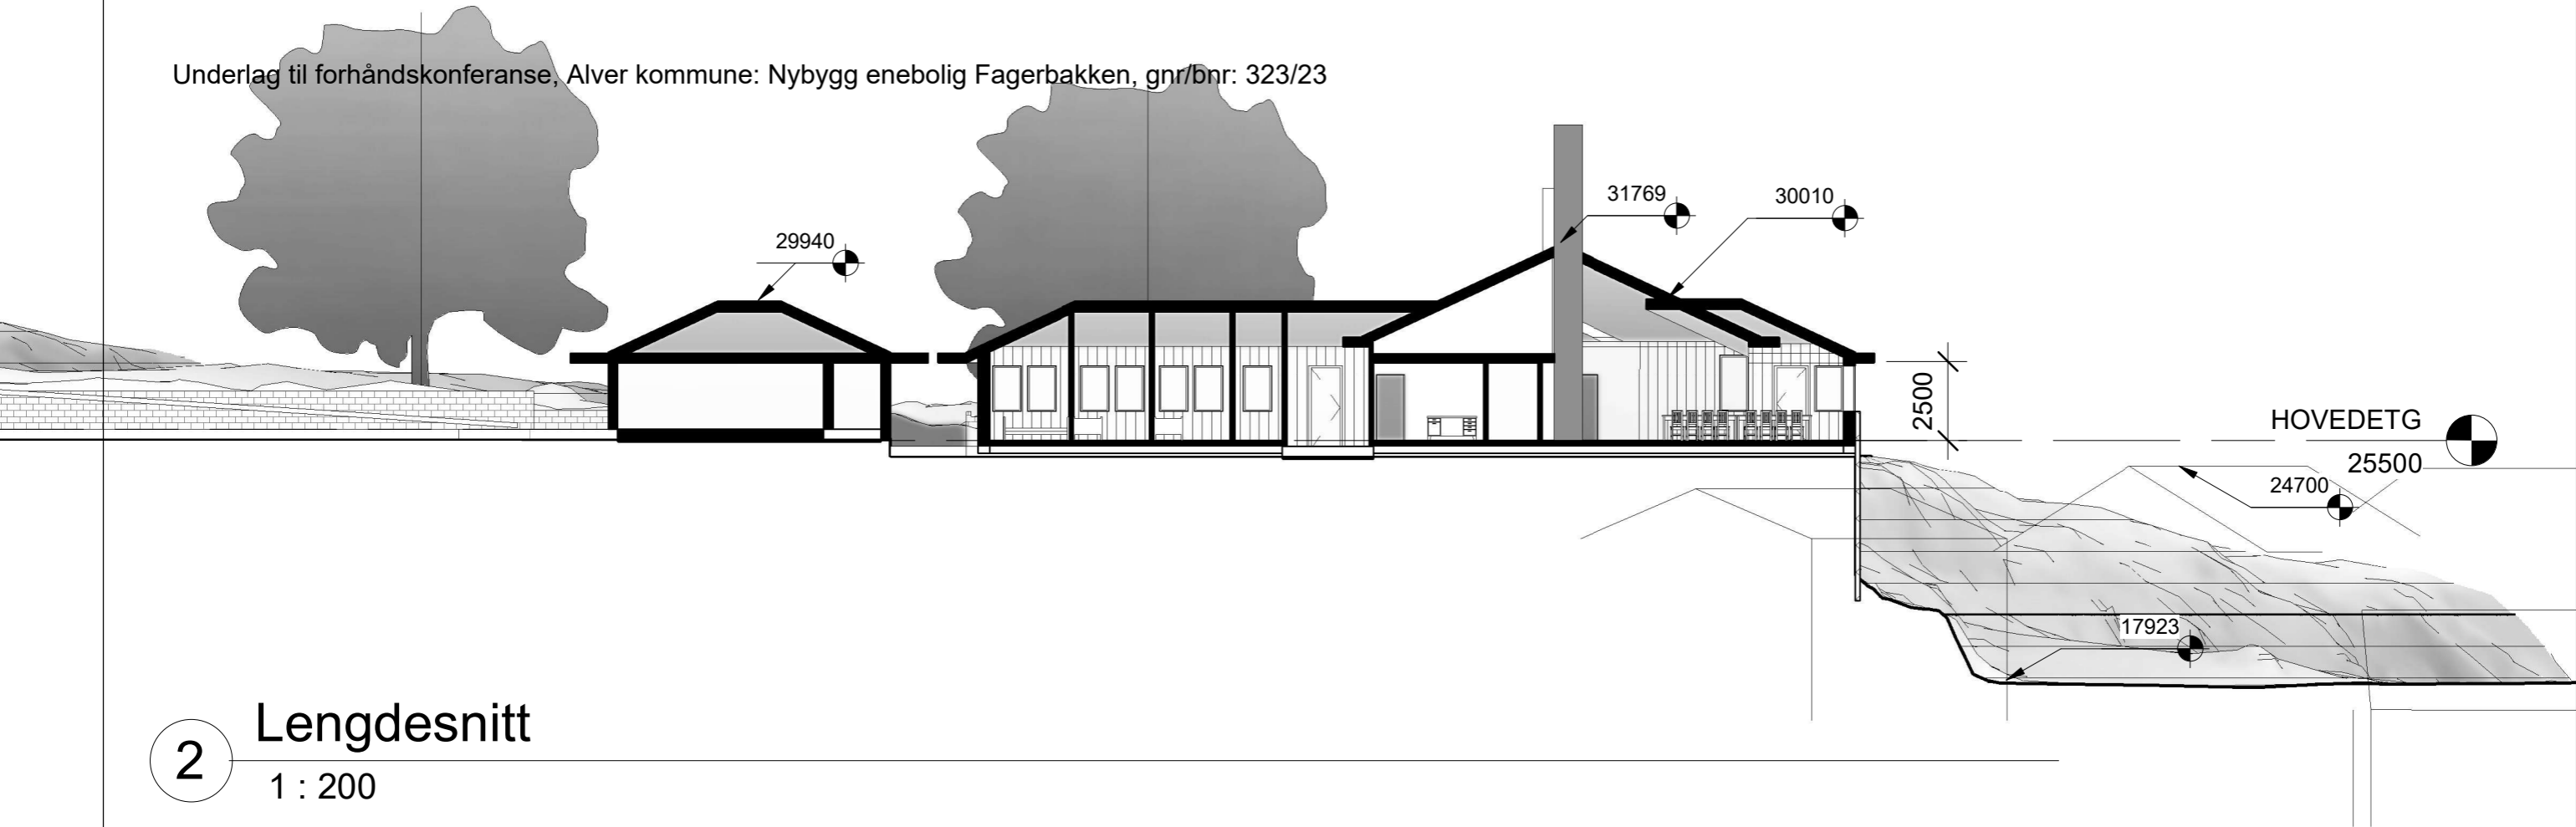 Underlag til forhåndskonferanse, Alver kommune: Nybygg enebolig Fagerbakken, gnr/bnr: 323/23
31769
30010
29940
2500
HOVEDETG
25500
24700
17923
2
Lengdesnitt
1 : 200